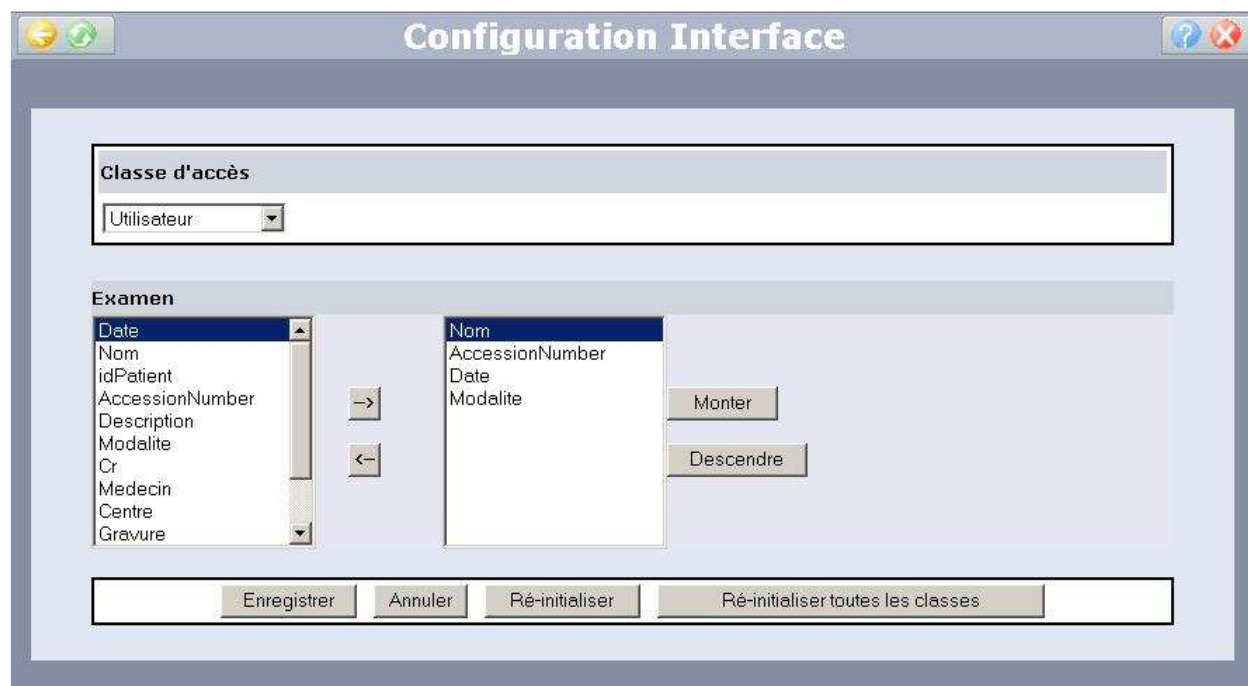 Configuration Interface
Classe d'accès
Utilisateur
Examen
Date
Nom
idPatient
AccessionNumber
Description
Modalite
Cr
Medecin
Centre
Gravure
-->
<--
Nom
AccessionNumber
Date
Modalite
Monter
Descendre
Enregistrer Annuler Ré-initialiser Ré-initialiser toutes les classes